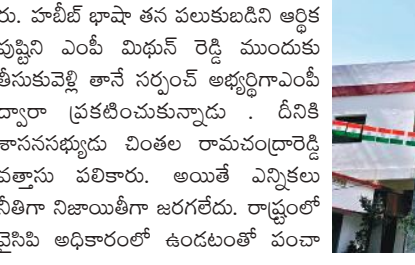 రు. హబీబ్ భాషా తన పలుకుబడిని ఆర్థిక
పుష్టిని ఎంపీ మిథున్ రెడ్డి ముందుకు
తీసుకువెళ్లి తానే సర్పంచ్ అభ్యర్థిగాఎంపీ
ద్వారా ప్రకటించుకున్నాడు . దీనికి
శాసనసభ్యుడు చింతల రామచంద్రారెడ్డి
వత్తాసు పలికారు. అయితే ఎన్నికలు
నీతిగా నిజాయితీగా జరగలేదు. రాష్ట్రంలో
వైసిపి అధికారంలో ఉండటంతో పంచా